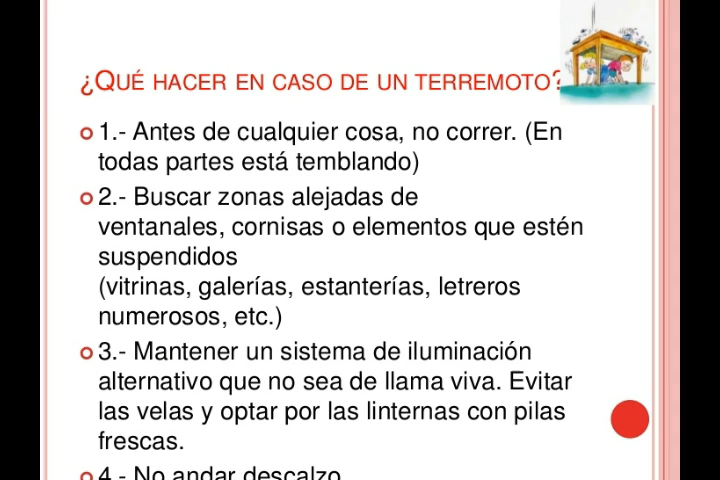 ¿QUÉ HACER EN CASO DE UN TERREMOTO?
1.- Antes de cualquier cosa, no correr. (En
todas partes está temblando)
2.- Buscar zonas alejadas de
ventanales, cornisas o elementos que estén
suspendidos
(vitrinas, galerías, estanterías, letreros
numerosos, etc.)
3.- Mantener un sistema de iluminación
alternativo que no sea de llama viva. Evitar
las velas y optar por las linternas con pilas
frescas.
4.- No andar descalzo